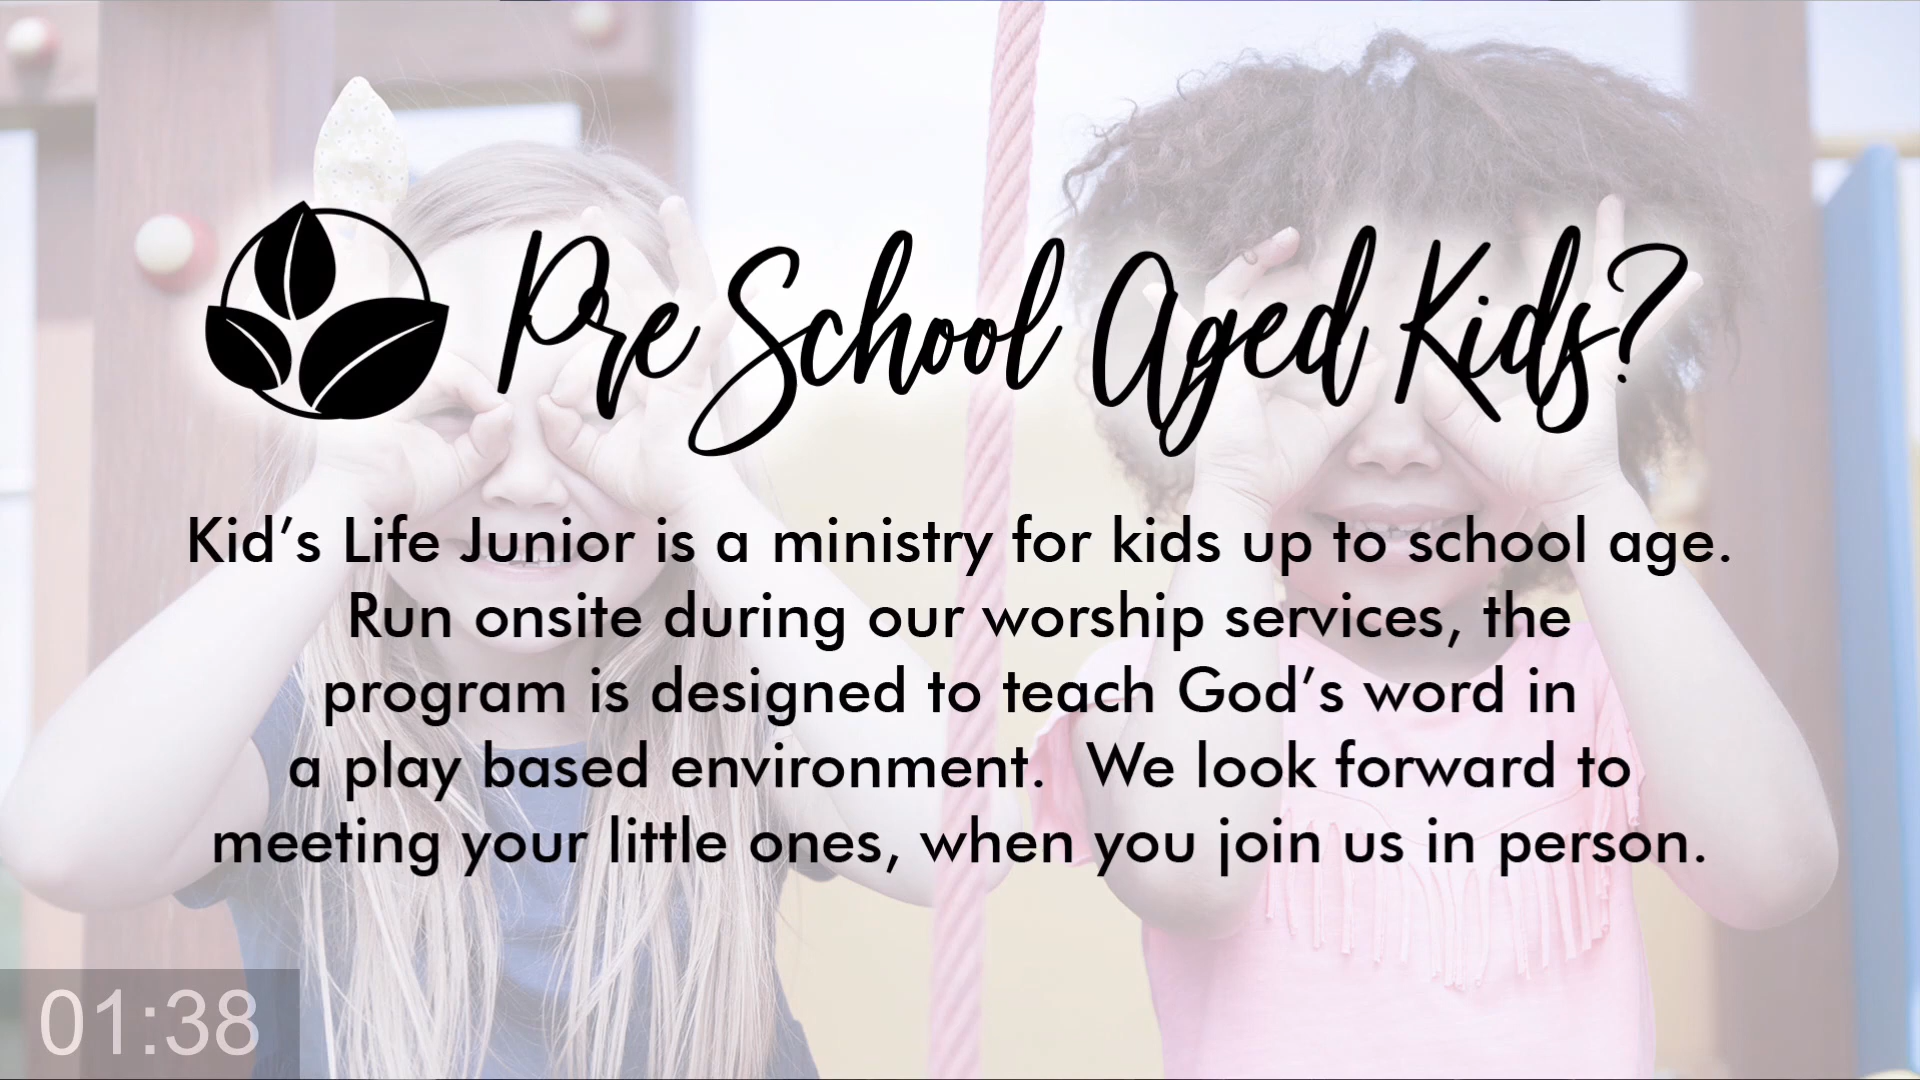 Pre School Aged Kids?
Kid’s Life Junior is a ministry for kids up to school age.
Run onsite during our worship services, the
program is designed to teach God’s word in
a play based environment.  We look forward to
meeting your little ones, when you join us in person.
01:38